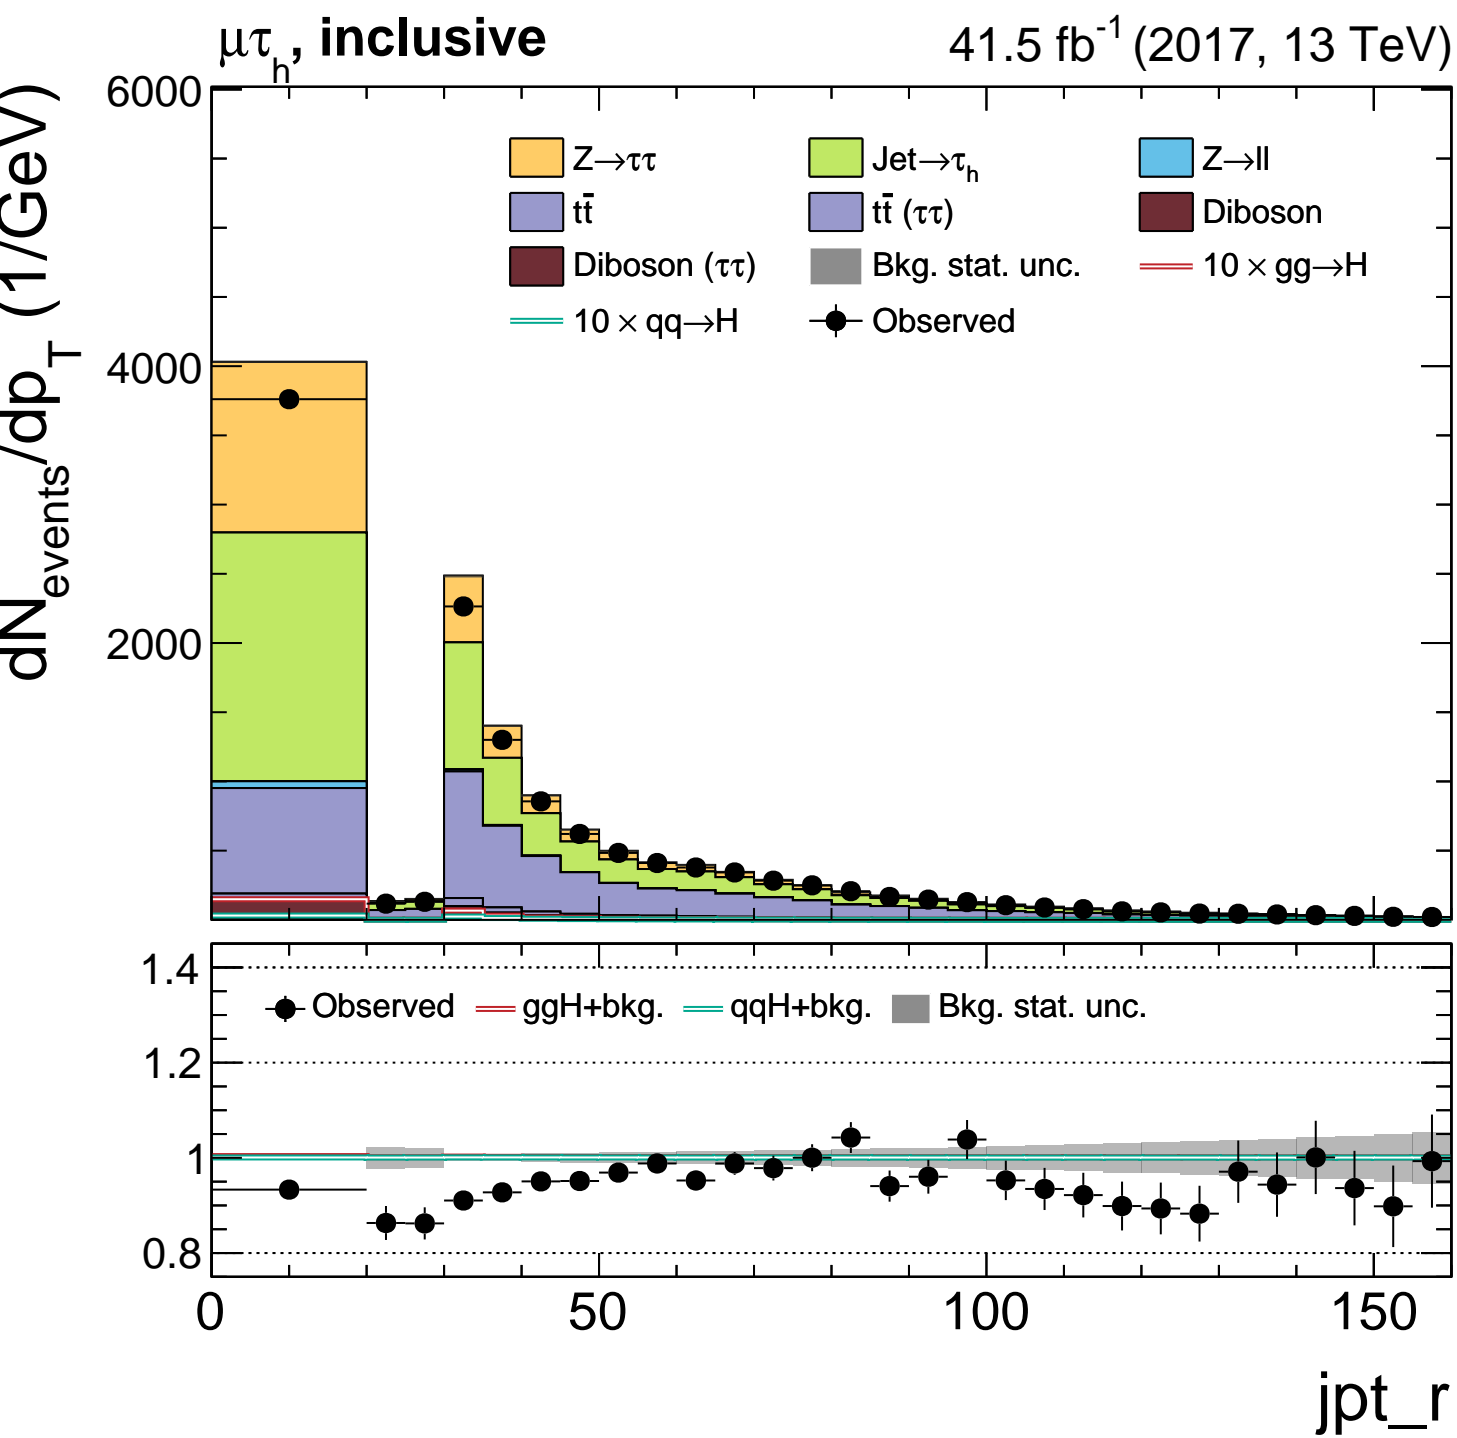 μτh, inclusive
41.5 fb-1 (2017, 13 TeV)
dNevents/dpT (1/GeV)
6000
4000
2000
Z→ττ
Jet→τh
Z→ll
tt̄
tt̄ (ττ)
Diboson
Diboson (ττ)
Bkg. stat. unc.
10 × gg→H
10 × qq→H
Observed
1.4
1.2
1
0.8
Observed
ggH+bkg.
qqH+bkg.
Bkg. stat. unc.
0
50
100
150
jpt_r